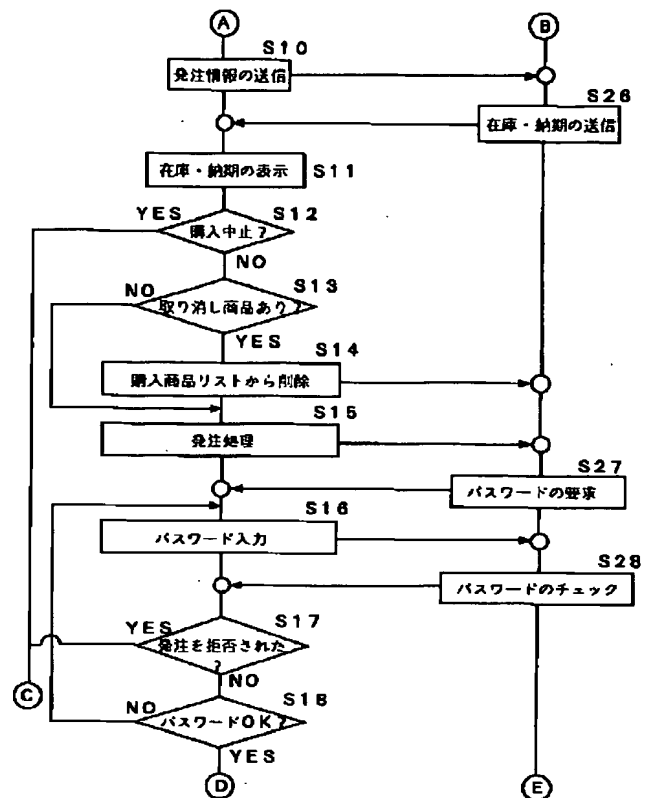 A
B
S10
発注情報の送信
S26
在庫・納期の送信
在庫・納期の表示
S11
YES
S12
購入中止？
NO
NO
S13
取り消し商品あり？
YES
S14
購入商品リストから削除
S15
発注処理
S27
パスワードの要求
S16
パスワード入力
S28
パスワードのチェック
YES
S17
発注を拒否された
？
NO
C
NO
S18
パスワードOK？
YES
D
E